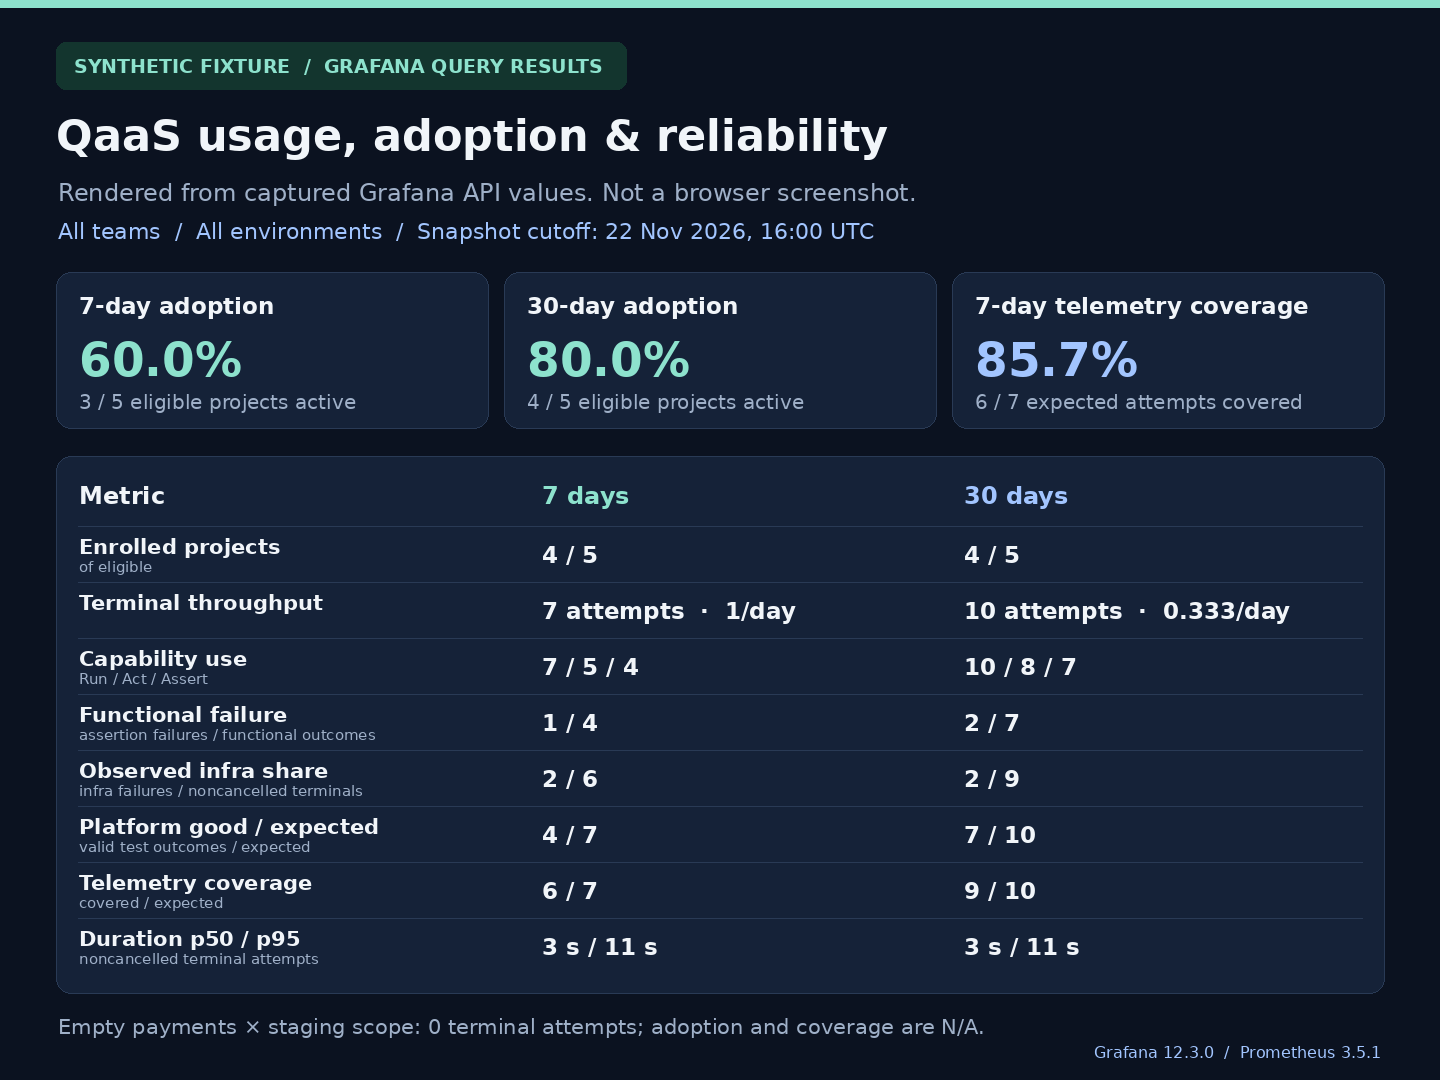 SYNTHETIC FIXTURE / GRAFANA QUERY RESULTS
QaaS usage, adoption & reliability
Rendered from captured Grafana API values. Not a browser screenshot.
All teams / All environments / Snapshot cutoff: 22 Nov 2026, 16:00 UTC
7-day adoption
60.0%
3 / 5 eligible projects active
30-day adoption
80.0%
4 / 5 eligible projects active
7-day telemetry coverage
85.7%
6 / 7 expected attempts covered
Metric 7 days 30 days
Enrolled projects 4 / 5 4 / 5
of eligible
Terminal throughput 7 attempts · 1/day 10 attempts · 0.333/day
Capability use 7 / 5 / 4 10 / 8 / 7
Run / Act / Assert
Functional failure 1 / 4 2 / 7
assertion failures / functional outcomes
Observed infra share 2 / 6 2 / 9
infra failures / noncancelled terminals
Platform good / expected 4 / 7 7 / 10
valid test outcomes / expected
Telemetry coverage 6 / 7 9 / 10
covered / expected
Duration p50 / p95 3 s / 11 s 3 s / 11 s
noncancelled terminal attempts
Empty payments × staging scope: 0 terminal attempts; adoption and coverage are N/A.
Grafana 12.3.0 / Prometheus 3.5.1